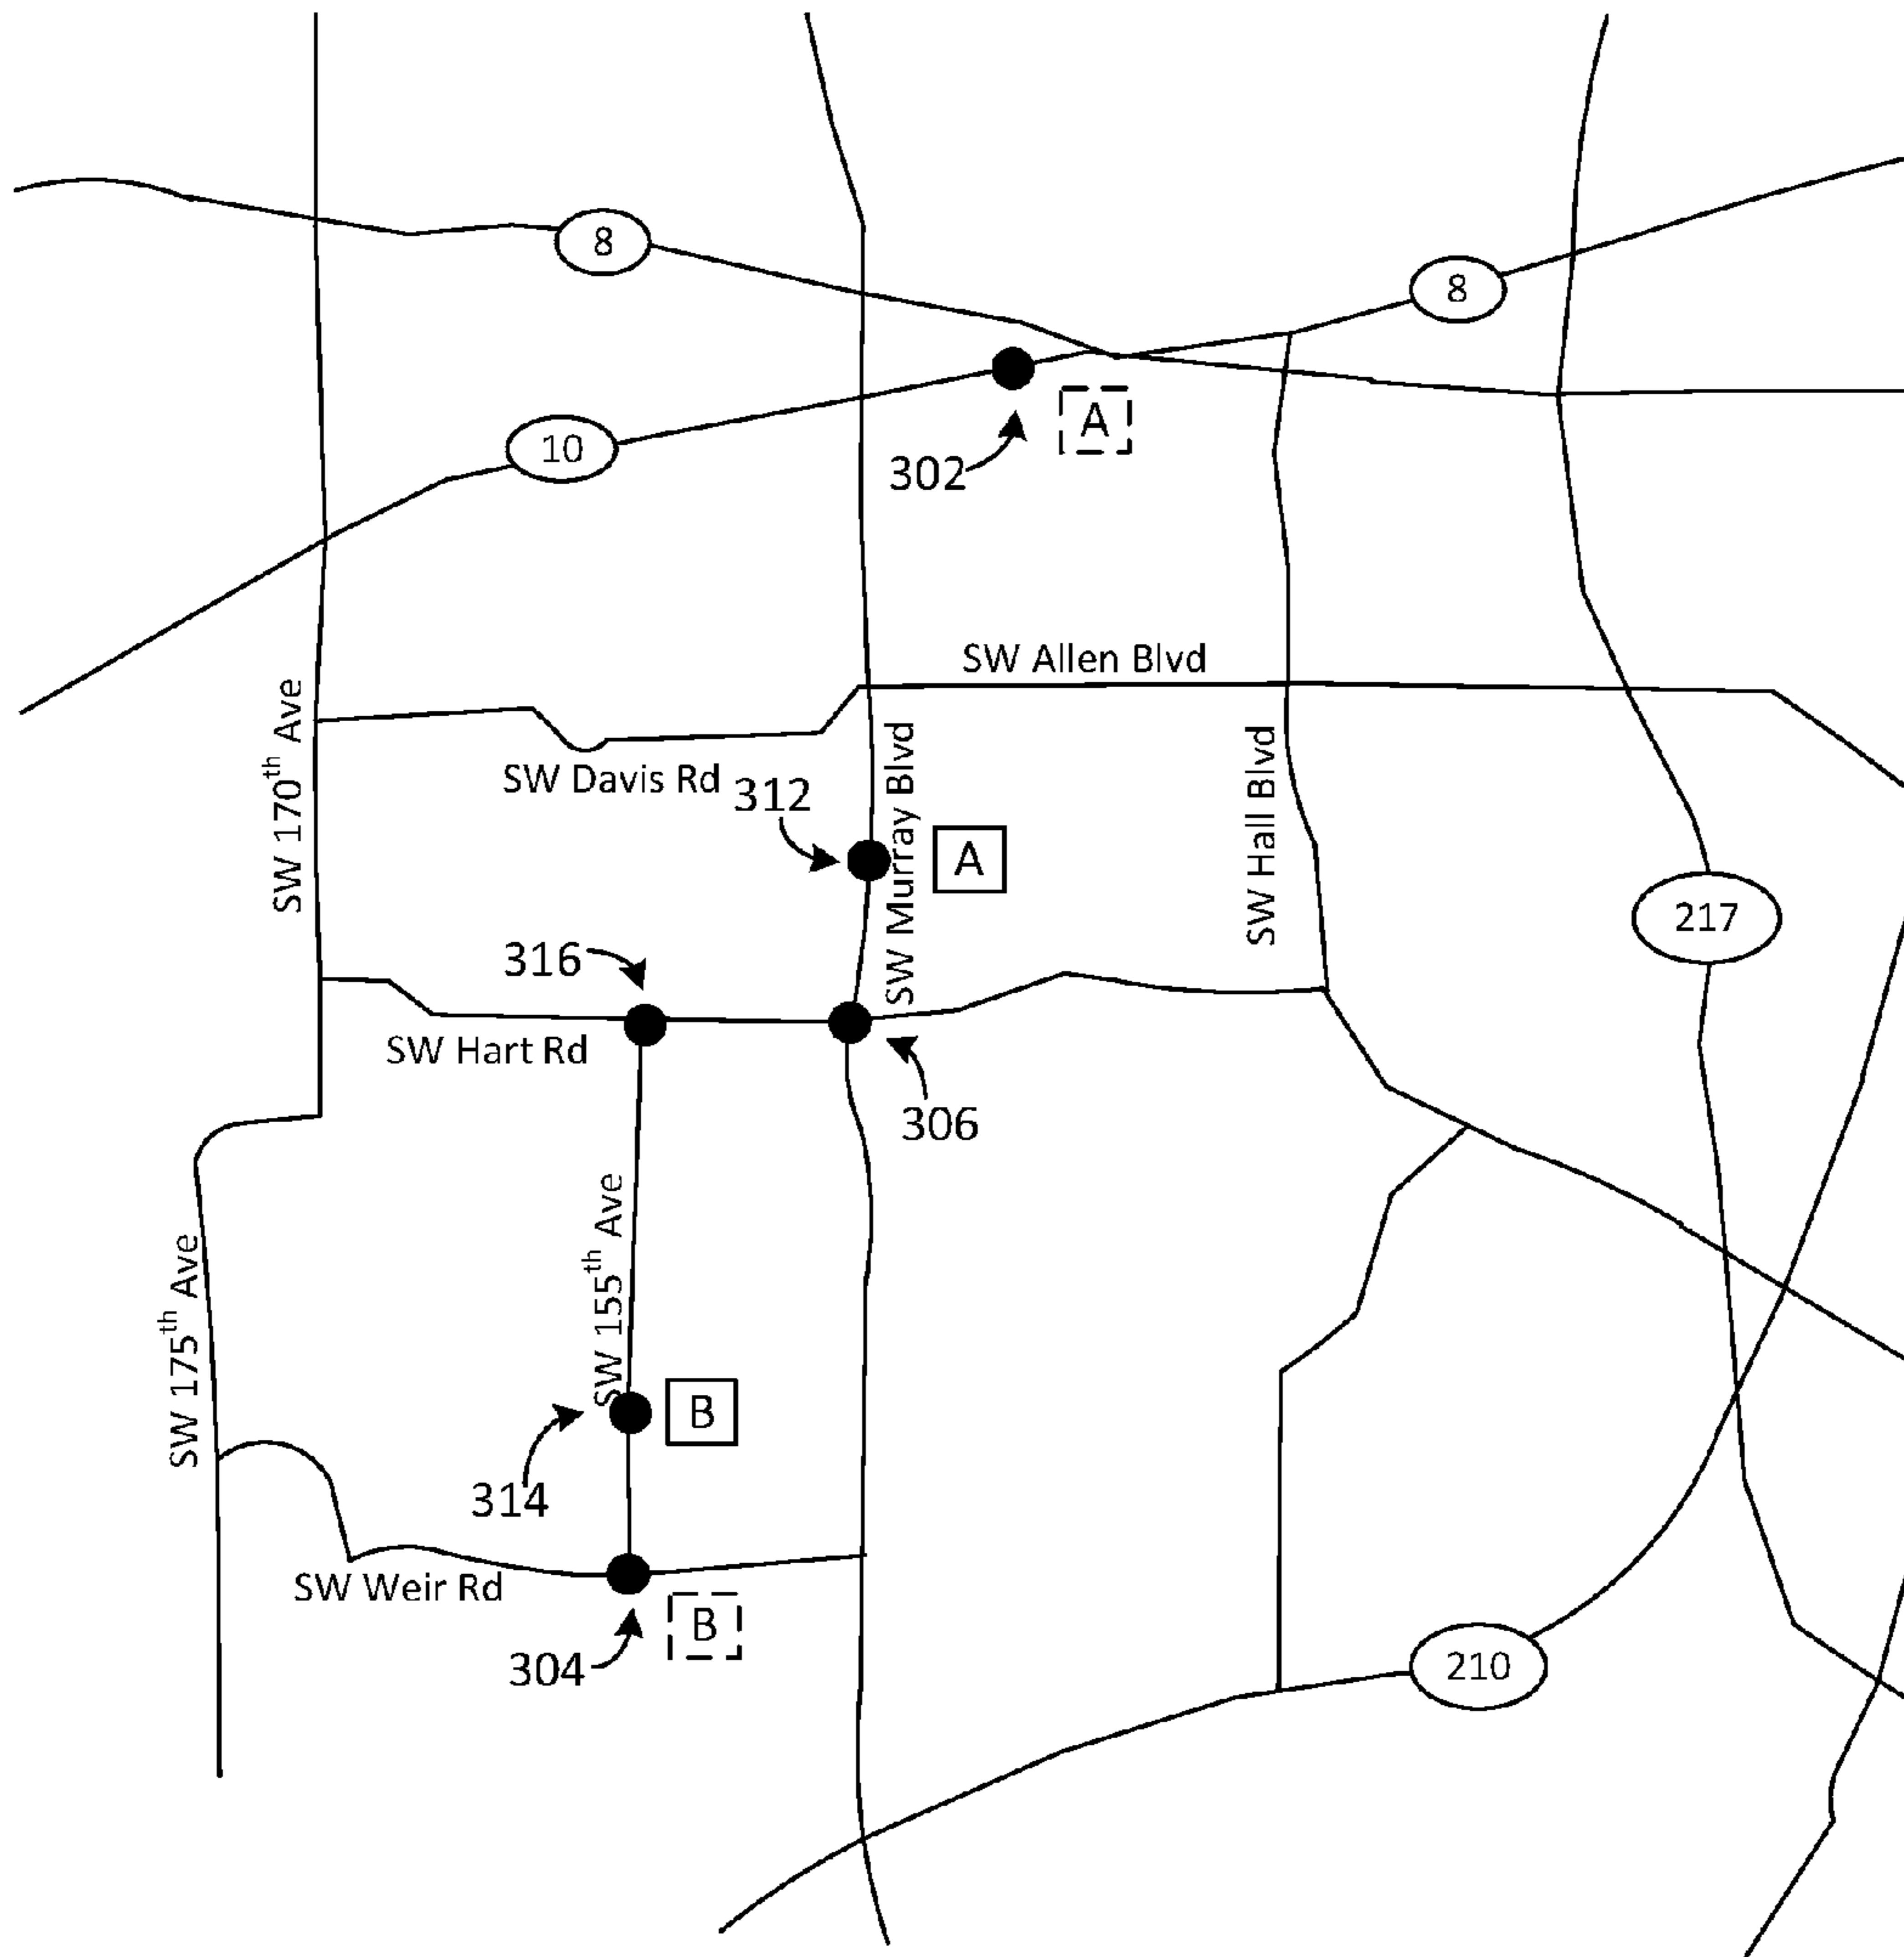 8
8
A
10
302
SW Allen Blvd
SW 170th Ave
SW Davis Rd
312
SW Murray Blvd
SW Hall Blvd
A
217
316
SW Hart Rd
306
SW 155th Ave
SW 175th Ave
B
314
SW Weir Rd
B
304
210